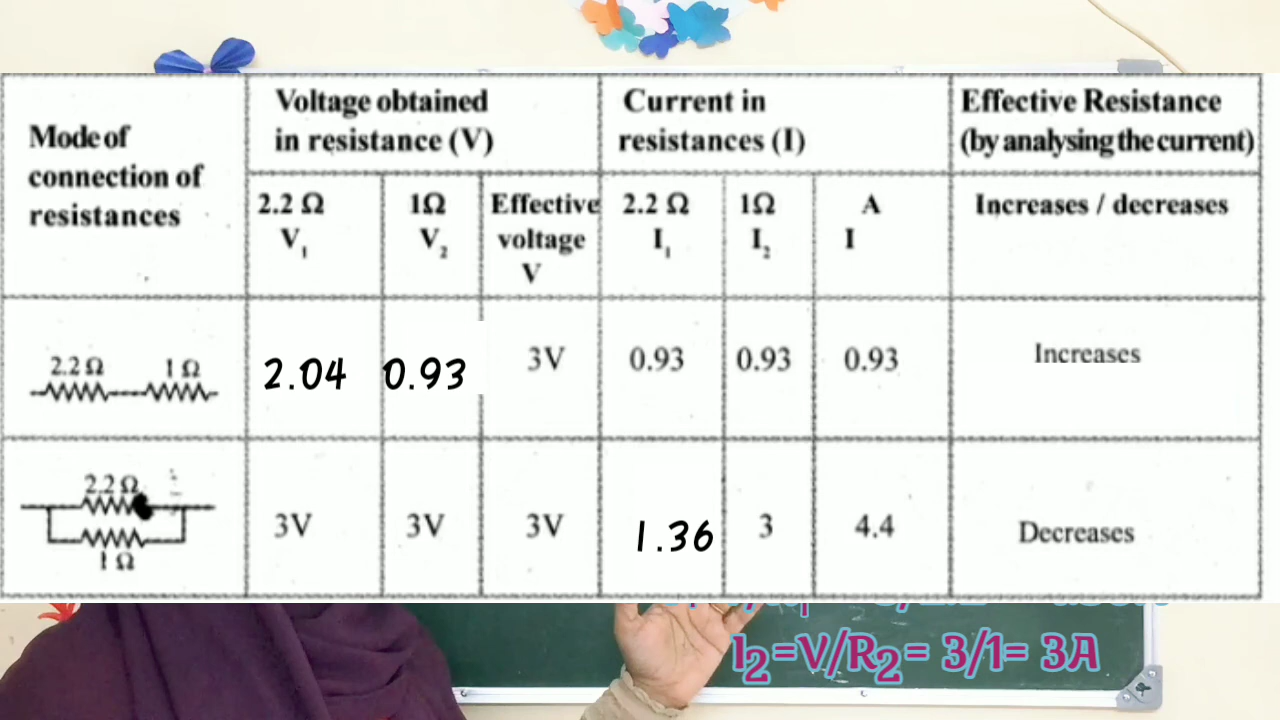 Mode of
connection of
resistances
Voltage obtained
in resistance (V)
Current in
resistances (I)
Effective Resistance
(by analysing the current)
2.2 Ω
V₁
1Ω
V₂
Effective
voltage
V
2.2 Ω
I₁
1Ω
I₂
A
I
Increases / decreases
2.2 Ω 1 Ω
2.04
0.93
3V
0.93
0.93
0.93
Increases
2.2 Ω
1 Ω
3V
3V
3V
1.36
3
4.4
Decreases
I₂=V/R₂= 3/1= 3A